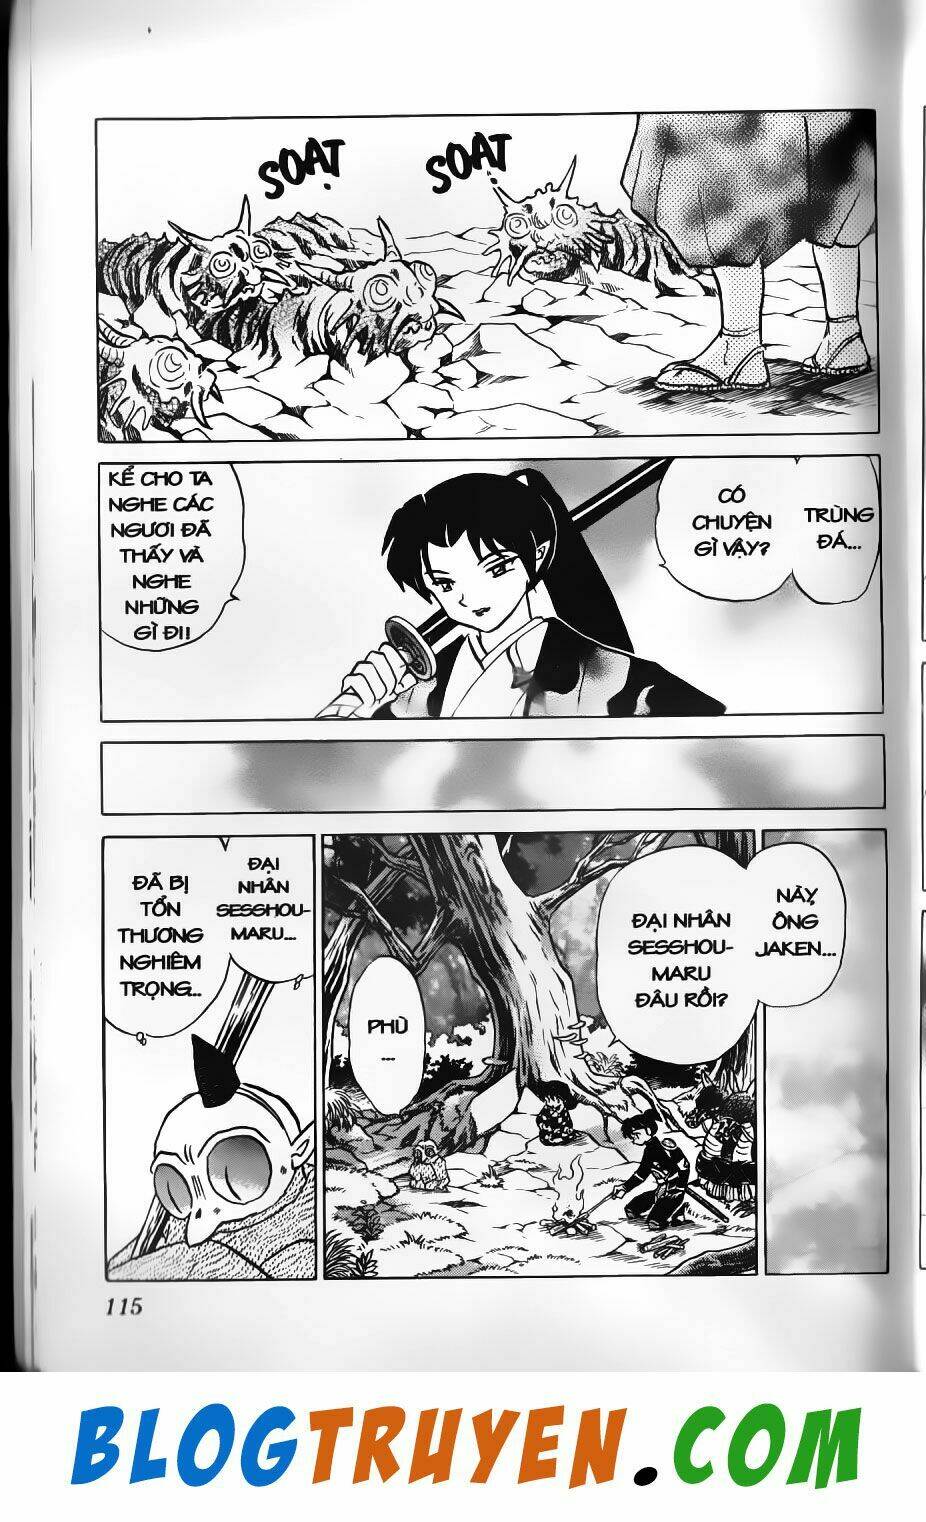 SOẠT
SOẠT
TRÙNG
ĐÁ...
CÓ
CHUYỆN
GÌ VẬY?
KỂ CHO TA
NGHE CÁC
NGƯƠI ĐÃ
THẤY VÀ
NGHE
NHỮNG
GÌ ĐI!
NÀY,
ÔNG
JAKEN...
ĐẠI NHÂN
SESSHOU-
MARU
ĐÂU RỒI?
PHÙ
...
ĐẠI
NHÂN
SESSHOU-
MARU...
ĐÃ BỊ
TỔN
THƯƠNG
NGHIÊM
TRỌNG...
115
BLOGTRUYEN.COM